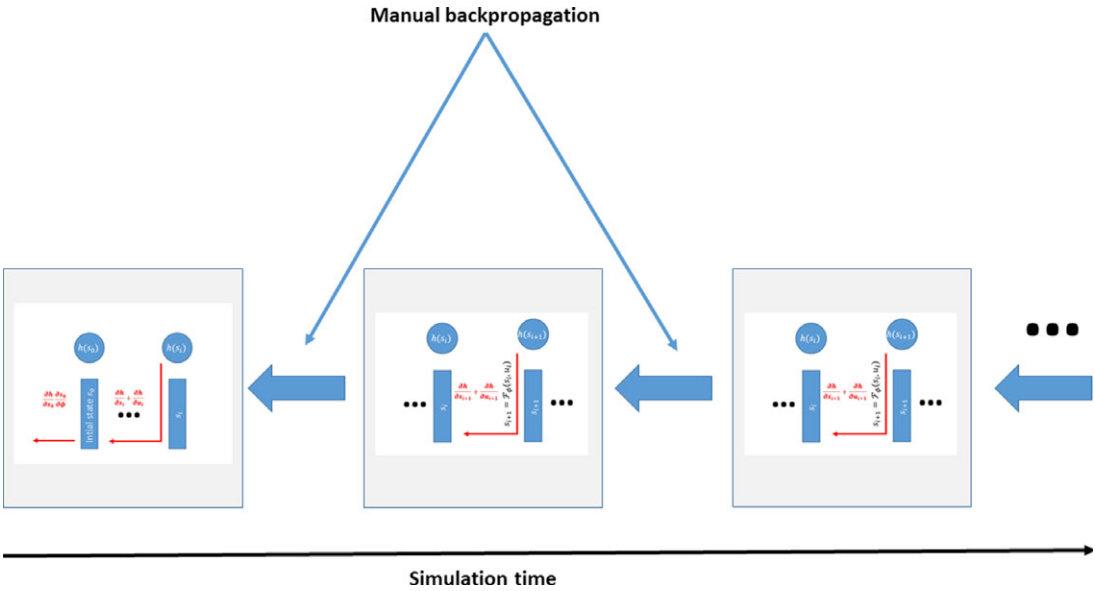 Manual backpropagation
h(s₀)
h(sᵢ)
∂h/∂s₀ ∂s₀/∂ϕ
Intial state s₀
∂h/∂sᵢ + ∂h/∂uᵢ
•••
sᵢ
h(sᵢ)
h(sᵢ₊₁)
•••
sᵢ
∂h/∂sᵢ₊₁ + ∂h/∂uᵢ₊₁
sᵢ₊₁ = ℱϕ(sᵢ, uᵢ)
sᵢ₊₁
•••
h(sᵢ)
h(sᵢ₊₁)
•••
sᵢ
∂h/∂sᵢ₊₁ + ∂h/∂uᵢ₊₁
sᵢ₊₁ = ℱϕ(sᵢ, uᵢ)
sᵢ₊₁
•••
•••
Simulation time